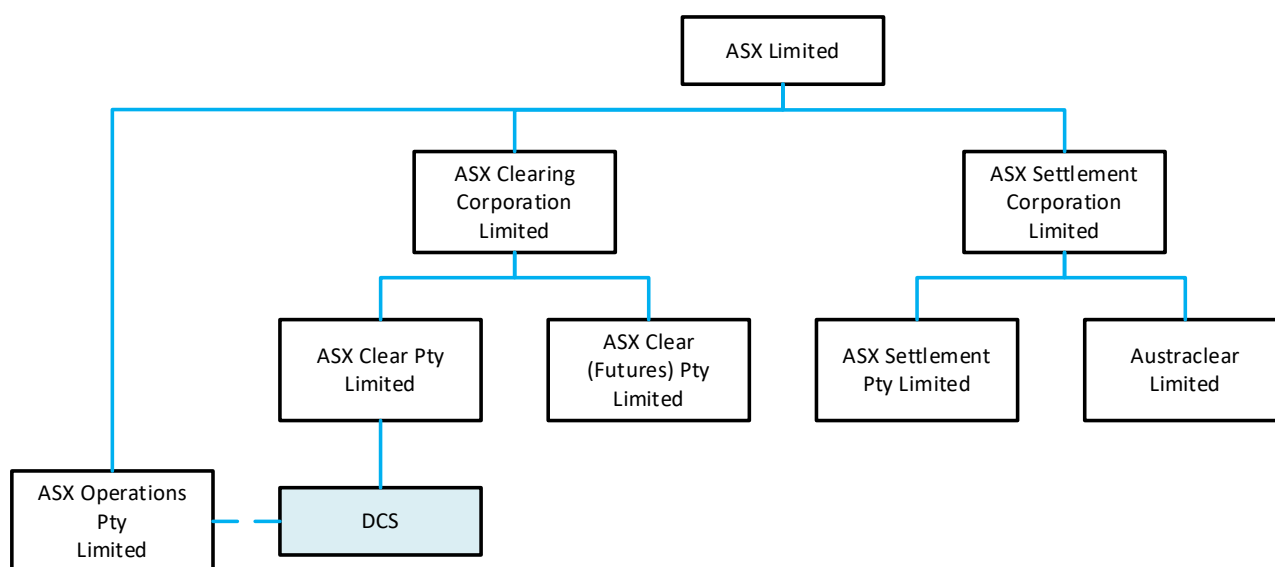 ASX Limited
ASX Clearing
Corporation
Limited
ASX Settlement
Corporation
Limited
ASX Clear Pty
Limited
ASX Clear
(Futures) Pty
Limited
ASX Settlement
Pty Limited
Austraclear
Limited
ASX Operations
Pty
Limited
DCS